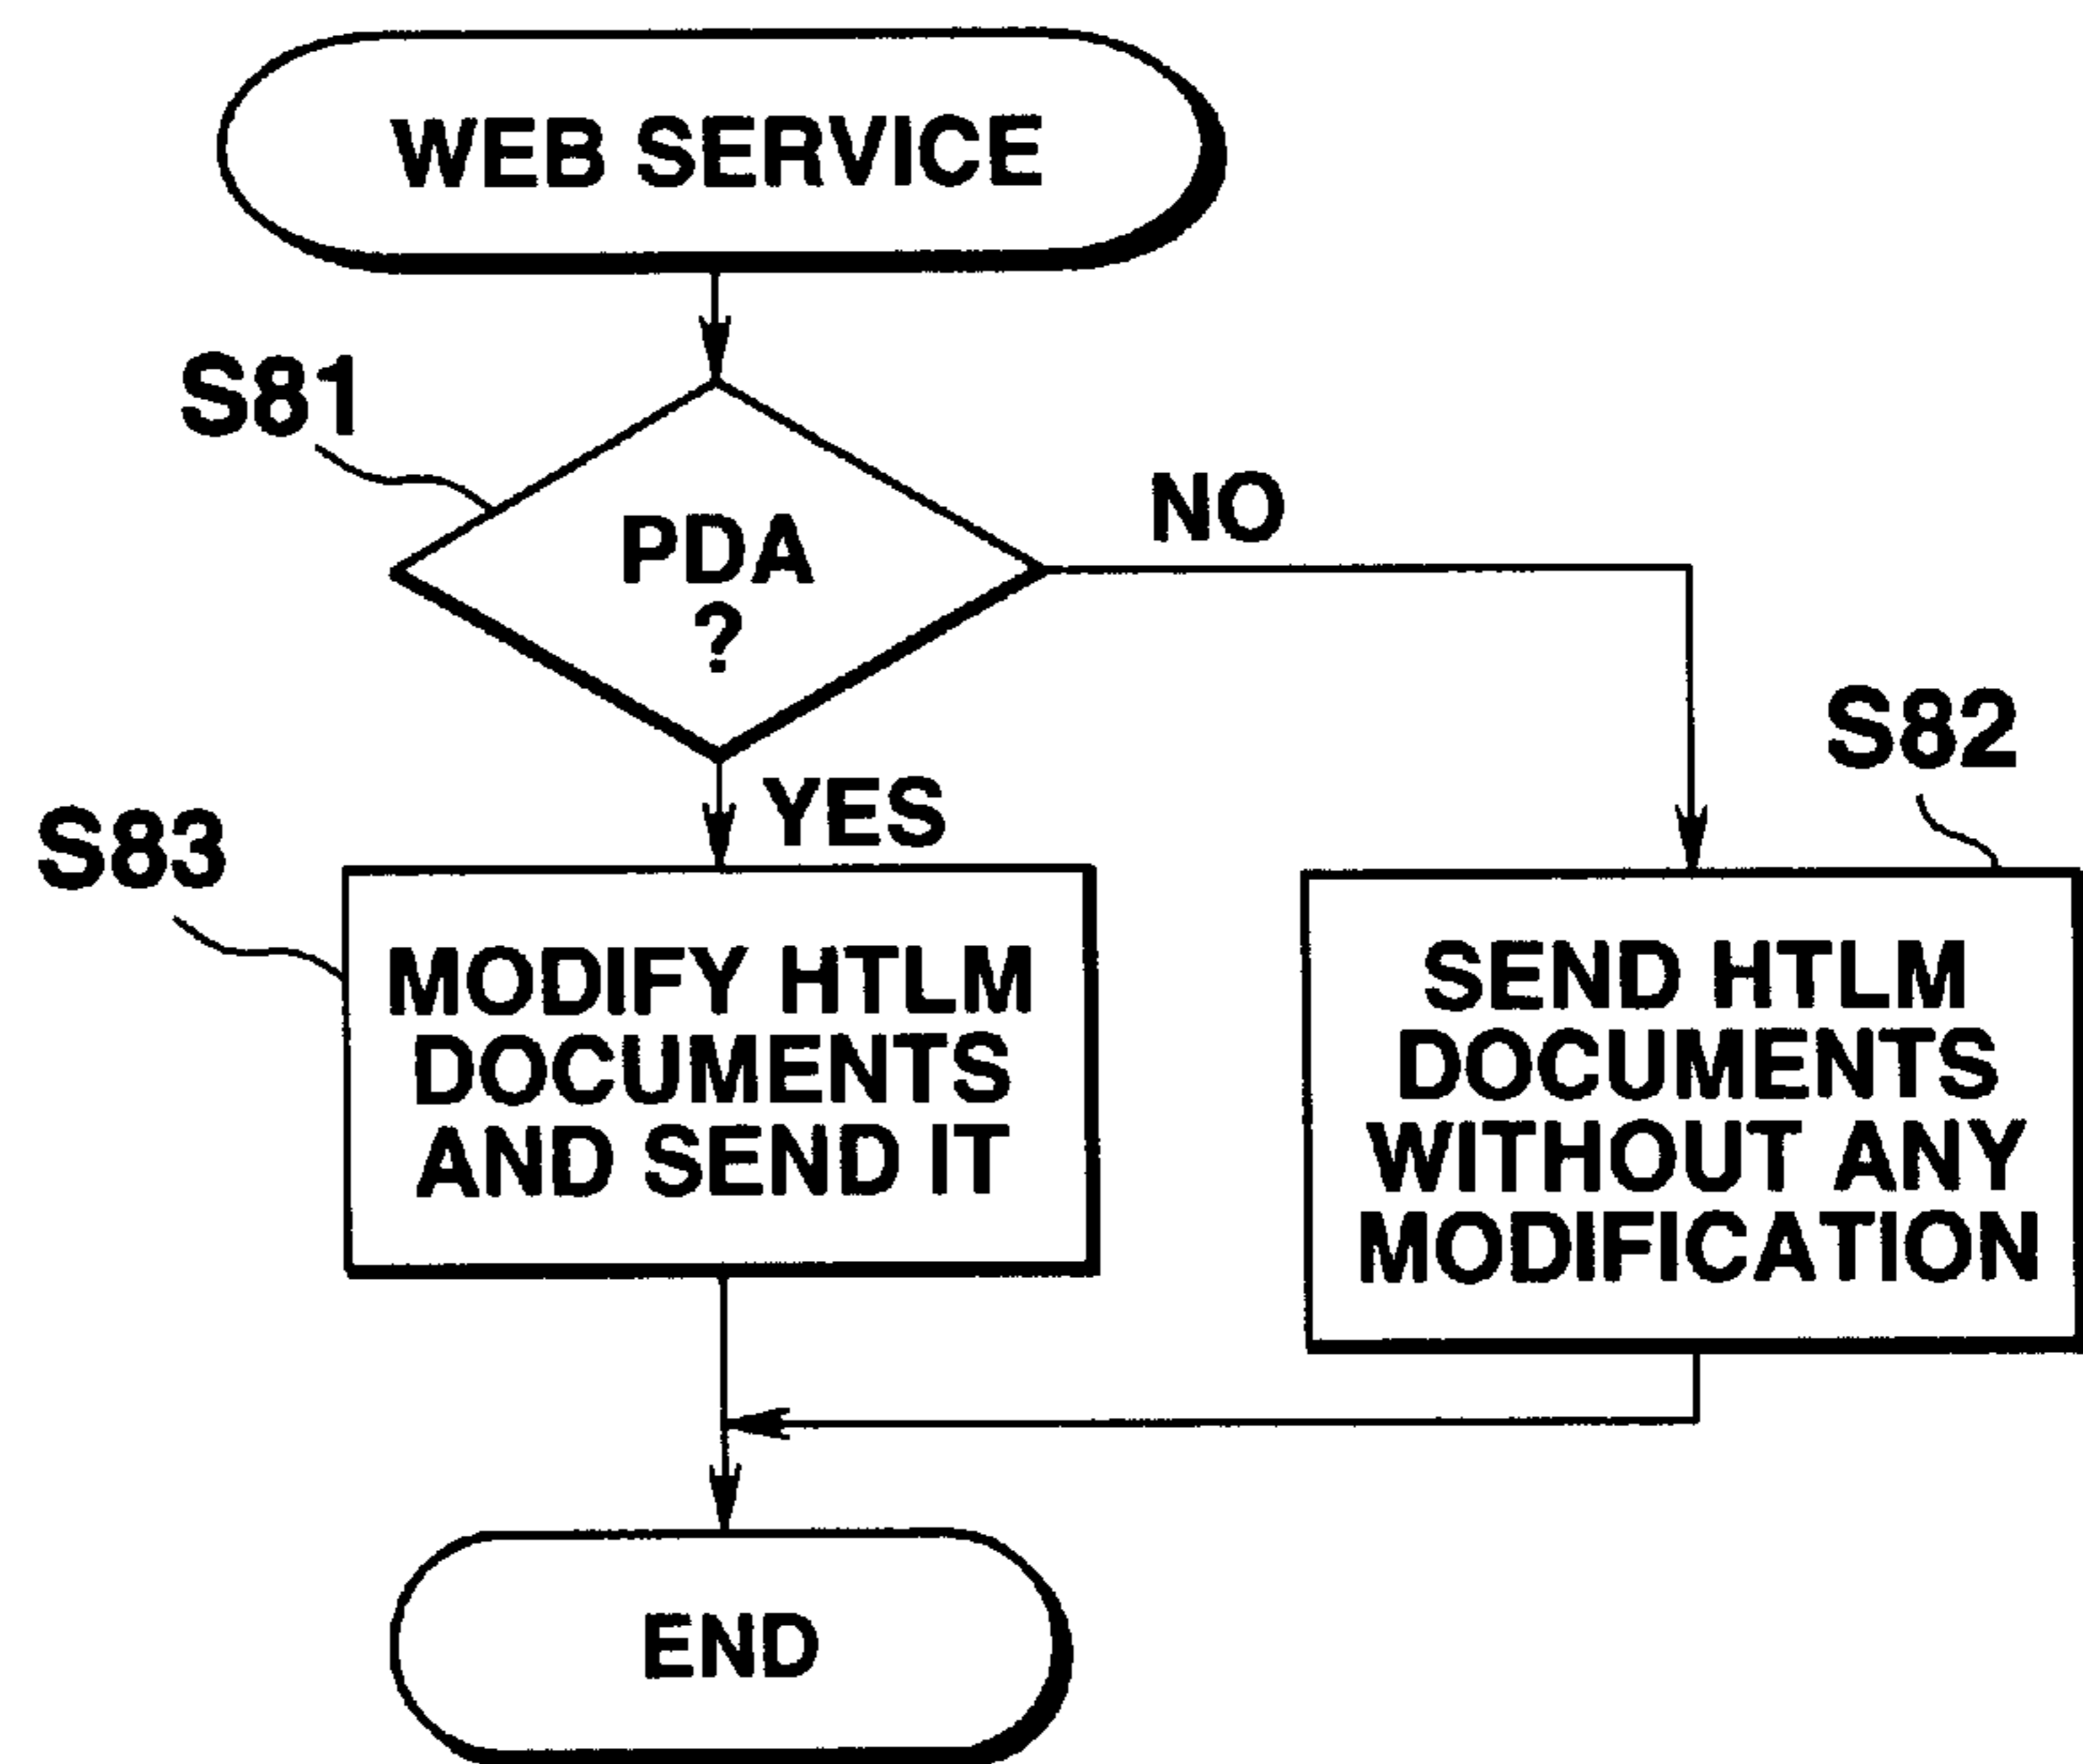 WEB SERVICE
S81
PDA
?
NO
YES
S82
S83
MODIFY HTLM
DOCUMENTS
AND SEND IT
SEND HTLM
DOCUMENTS
WITHOUT ANY
MODIFICATION
END